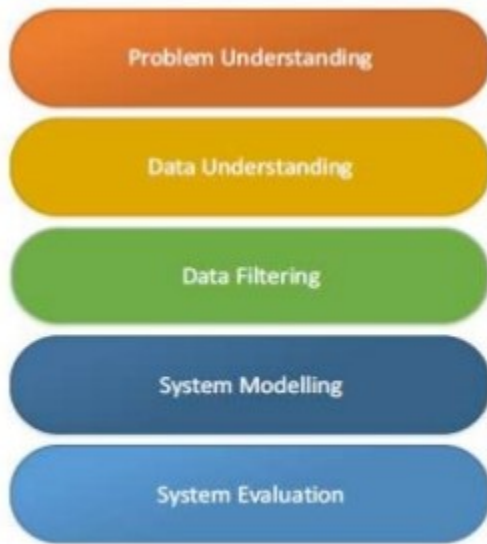 Problem Understanding
Data Understanding
Data Filtering
System Modelling
System Evaluation